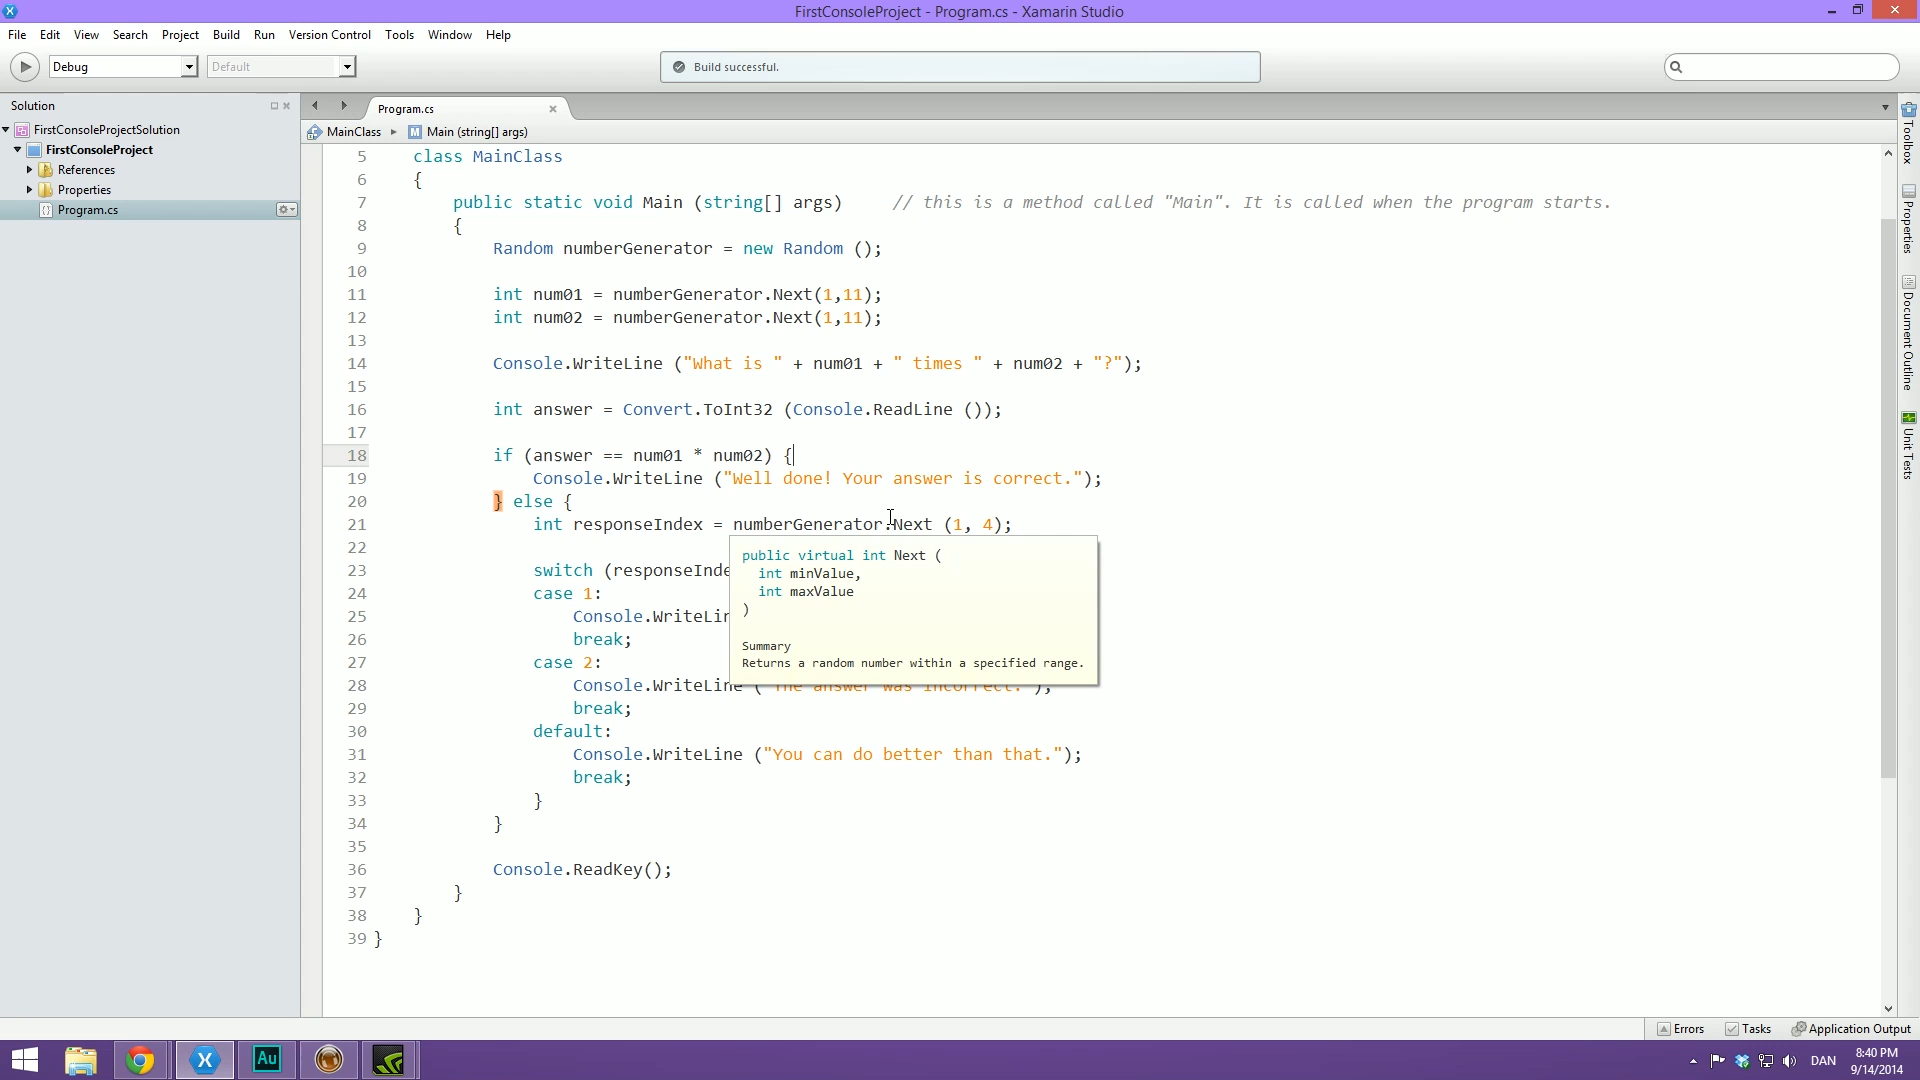 FirstConsoleProject - Program.cs - Xamarin Studio
File Edit View Search Project Build Run Version Control Tools Window Help
Debug Default Build successful.
Solution
FirstConsoleProjectSolution
FirstConsoleProject
References
Properties
Program.cs
Program.cs
MainClass Main (string[] args)
5 class MainClass
6 {
7 public static void Main (string[] args) // this is a method called "Main". It is called when the program starts.
8 {
9 Random numberGenerator = new Random ();
10
11 int num01 = numberGenerator.Next(1,11);
12 int num02 = numberGenerator.Next(1,11);
13
14 Console.WriteLine ("What is " + num01 + " times " + num02 + "?");
15
16 int answer = Convert.ToInt32 (Console.ReadLine ());
17
18 if (answer == num01 * num02) {
19 Console.WriteLine ("Well done! Your answer is correct.");
20 } else {
21 int responseIndex = numberGenerator.Next (1, 4);
22
23 switch (responseInde
24 case 1:
25 Console.WriteLin
26 break;
27 case 2:
28 Console.WriteLine ("The answer was incorrect.");
29 break;
30 default:
31 Console.WriteLine ("You can do better than that.");
32 break;
33 }
34 }
35
36 Console.ReadKey();
37 }
38 }
39 }
public virtual int Next (
int minValue,
int maxValue
)
Summary
Returns a random number within a specified range.
Toolbox
Properties
Document Outline
Unit Tests
Errors Tasks Application Output
Au
DAN
8:40 PM
9/14/2014